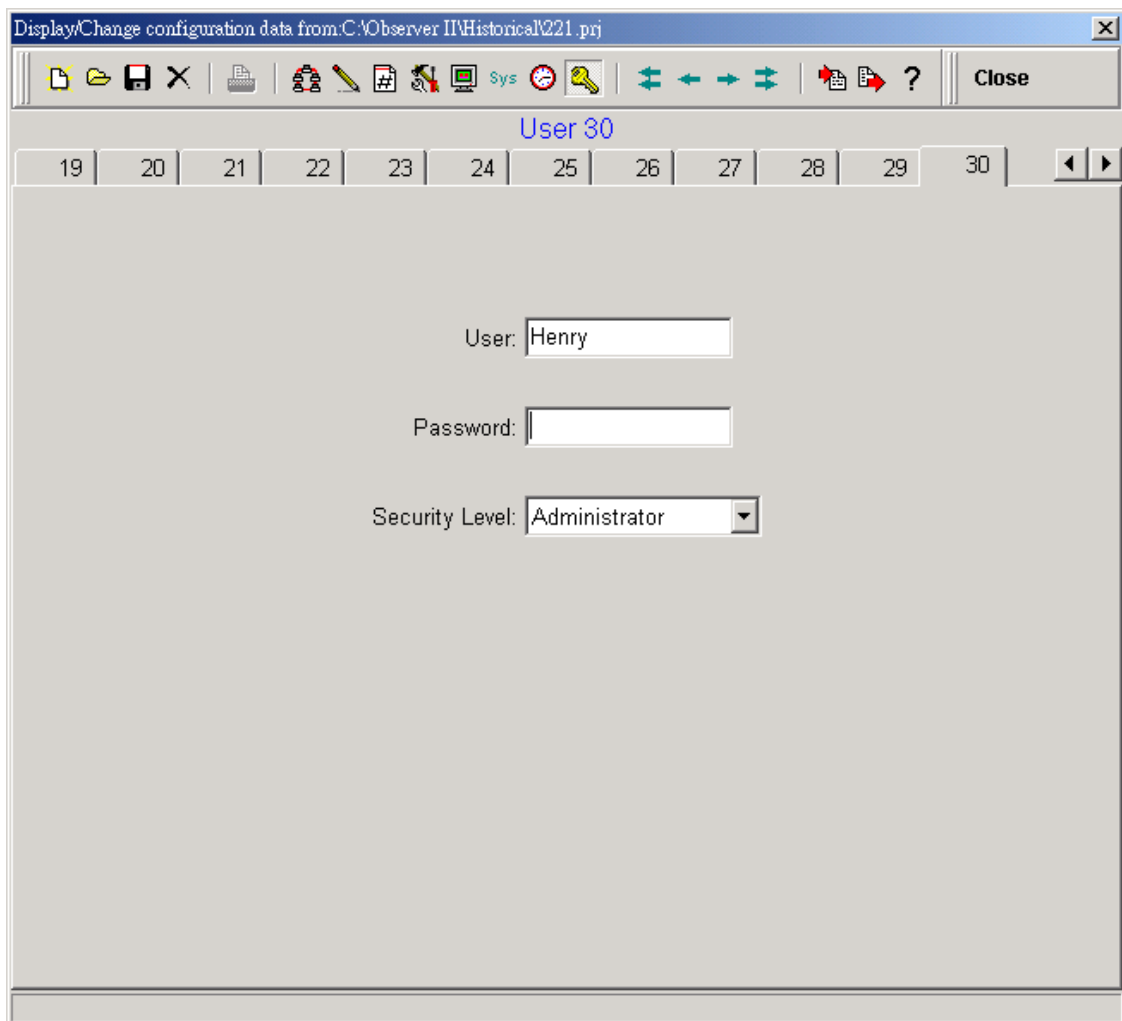 Display/Change configuration data from:C:\Observer II\Historical\221.prj
# Sys ? Close
User 30
19 20 21 22 23 24 25 26 27 28 29 30
User: Henry
Password:
Security Level: Administrator